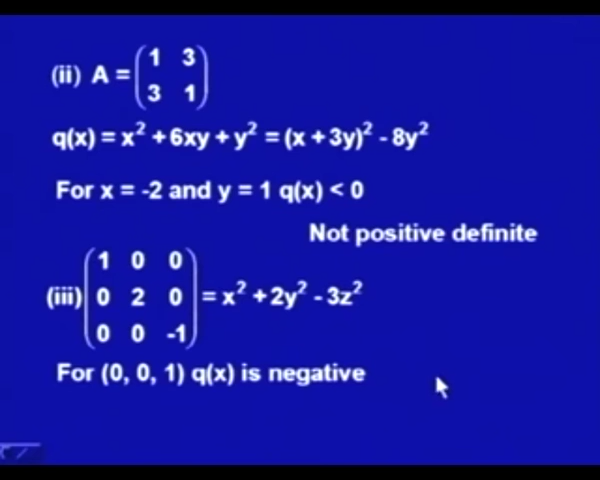 (ii) A = (1 3
3 1)
q(x) = x² + 6xy + y² = (x + 3y)² - 8y²
For x = -2 and y = 1 q(x) < 0
Not positive definite
(1 0 0
(iii) 0 2 0 = x² + 2y² - 3z²
0 0 -1)
For (0, 0, 1) q(x) is negative